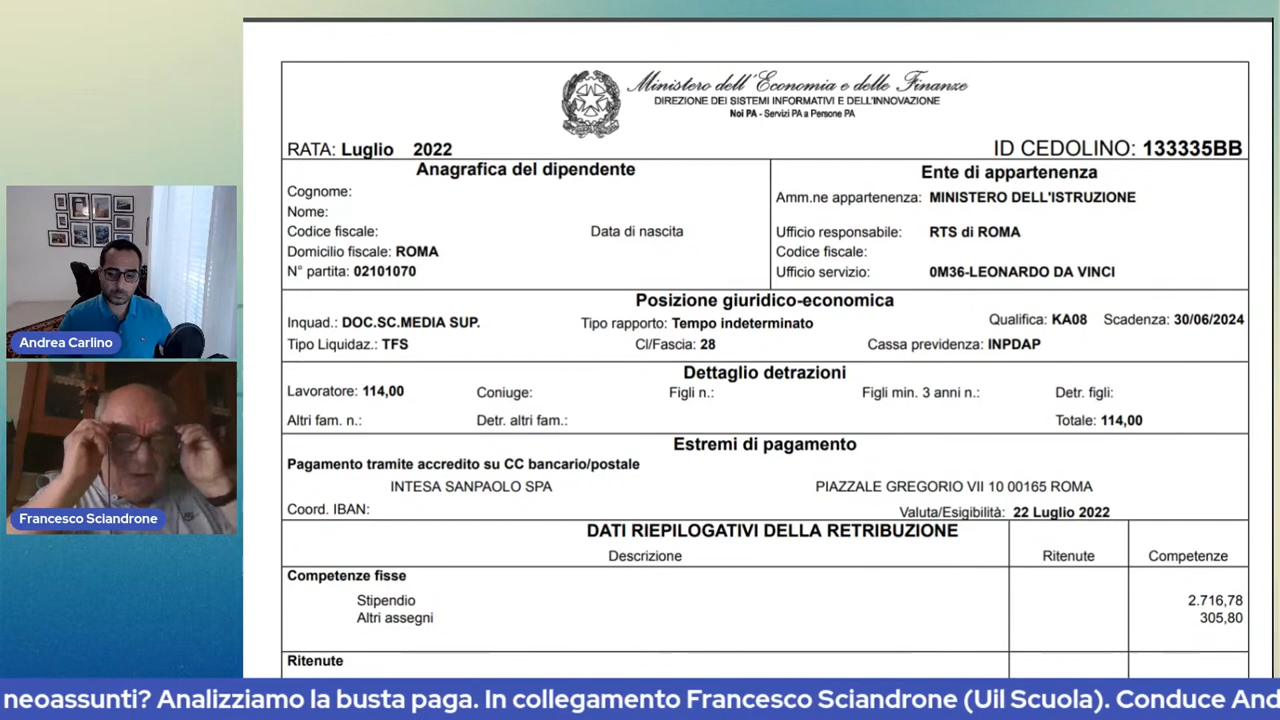 Ministero dell'Economia e delle Finanze
DIREZIONE DEI SISTEMI INFORMATIVI E DELL'INNOVAZIONE
Noi PA - Servizi PA a Persone PA
RATA: Luglio 2022
ID CEDOLINO: 133335BB
Anagrafica del dipendente
Cognome:
Nome:
Codice fiscale: Data di nascita
Domicilio fiscale: ROMA
N° partita: 02101070
Ente di appartenenza
Amm.ne appartenenza: MINISTERO DELL'ISTRUZIONE
Ufficio responsabile: RTS di ROMA
Codice fiscale:
Ufficio servizio: 0M36-LEONARDO DA VINCI
Posizione giuridico-economica
Inquad.: DOC.SC.MEDIA SUP. Tipo rapporto: Tempo indeterminato Qualifica: KA08 Scadenza: 30/06/2024
Tipo Liquidaz.: TFS Cl/Fascia: 28 Cassa previdenza: INPDAP
Dettaglio detrazioni
Lavoratore: 114,00 Coniuge: Figli n.: Figli min. 3 anni n.: Detr. figli:
Altri fam. n.: Detr. altri fam.: Totale: 114,00
Estremi di pagamento
Pagamento tramite accredito su CC bancario/postale
INTESA SANPAOLO SPA PIAZZALE GREGORIO VII 10 00165 ROMA
Coord. IBAN: Valuta/Esigibilità: 22 Luglio 2022
DATI RIEPILOGATIVI DELLA RETRIBUZIONE
Descrizione Ritenute Competenze
Competenze fisse
Stipendio 2.716,78
Altri assegni 305,80
Ritenute
Andrea Carlino
Francesco Sciandrone
neoassunti? Analizziamo la busta paga. In collegamento Francesco Sciandrone (Uil Scuola). Conduce And